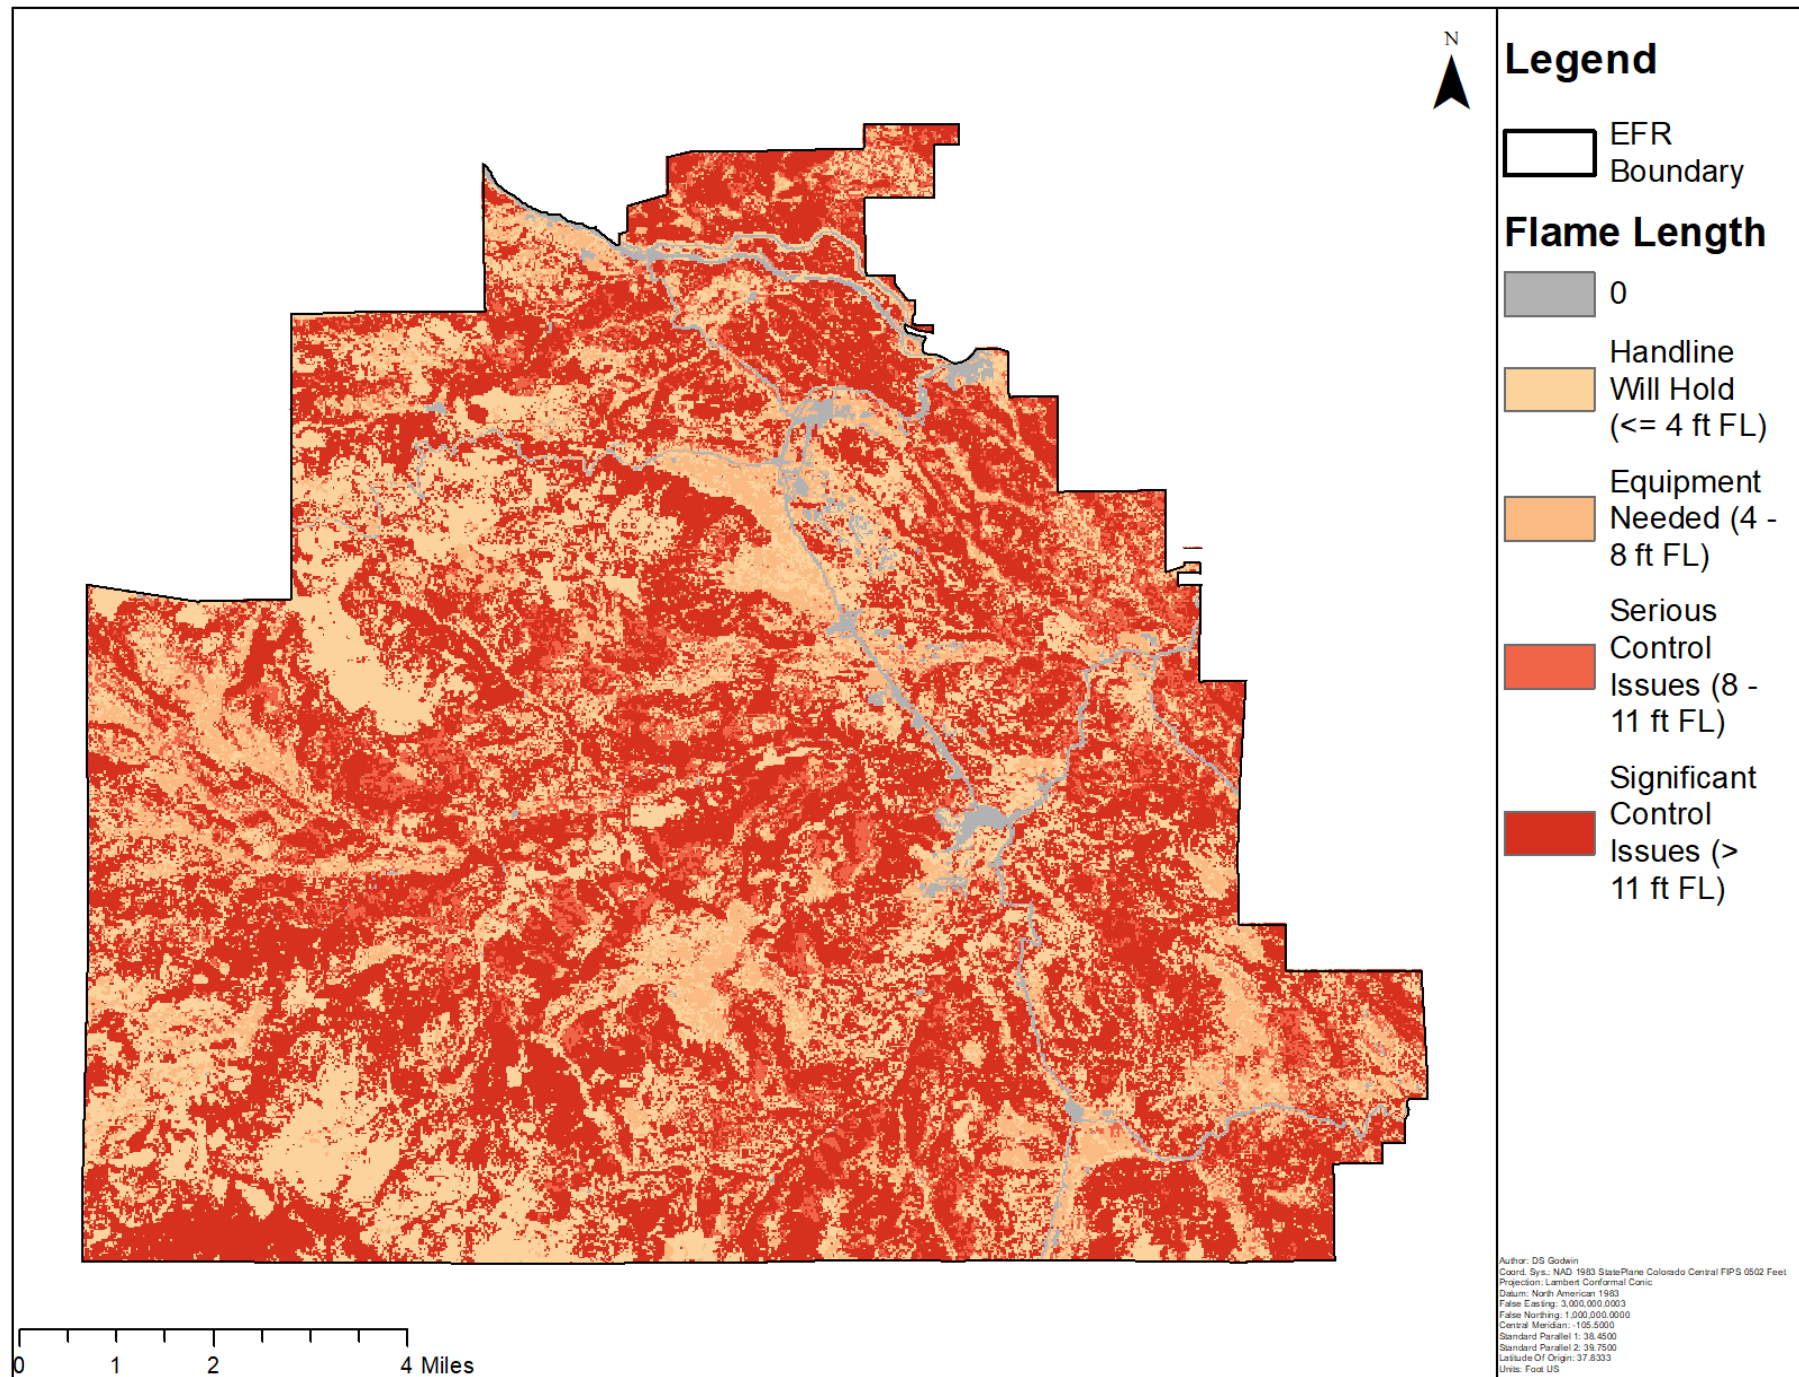 N
Legend
EFR
Boundary
Flame Length
0
Handline
Will Hold
(<= 4 ft FL)
Equipment
Needed (4 -
8 ft FL)
Serious
Control
Issues (8 -
11 ft FL)
Significant
Control
Issues (>
11 ft FL)
Author: DS Godwin
Coord. Sys.: NAD 1983 StatePlane Colorado Central FIPS 0502 Feet
Projection: Lambert Conformal Conic
Datum: North American 1983
False Easting: 3,000,000.0003
False Northing: 1,000,000.0000
Central Meridian: -105.5000
Standard Parallel 1: 38.4500
Standard Parallel 2: 39.7500
Latitude Of Origin: 37.8333
Units: Foot US
0 1 2 4 Miles